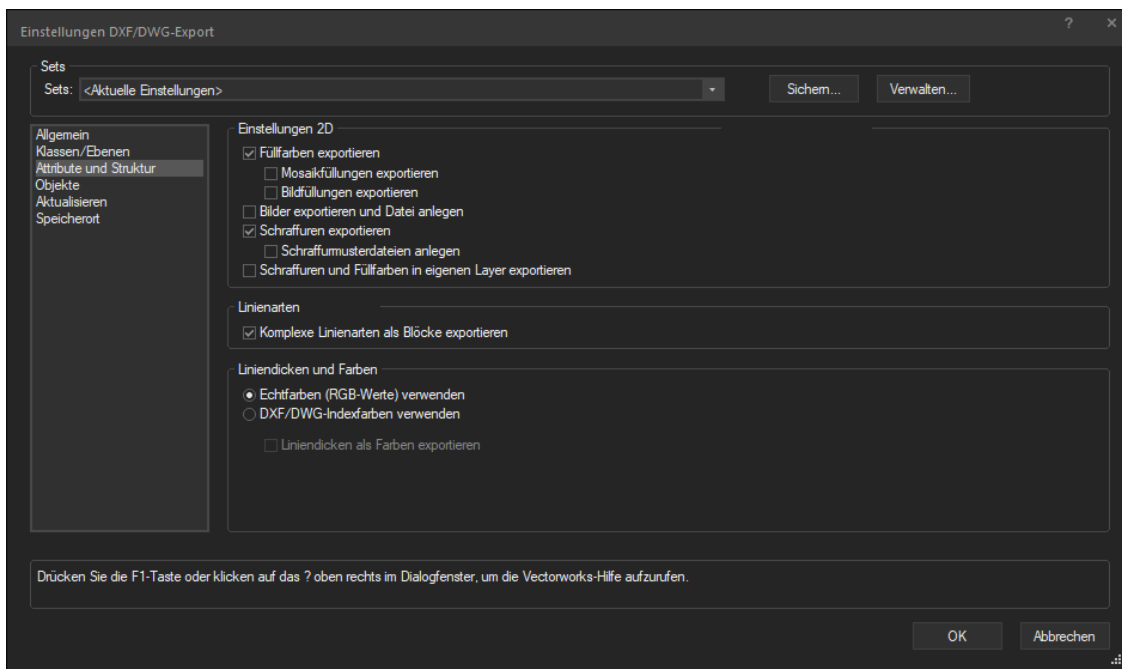 Einstellungen DXF/DWG-Export
? ×
Sets
Sets: <Aktuelle Einstellungen>
Sichern...
Verwalten...
Allgemein
Klassen/Ebenen
Attribute und Struktur
Objekte
Aktualisieren
Speicherort
Einstellungen 2D
Füllfarben exportieren
Mosaikfüllungen exportieren
Bildfüllungen exportieren
Bilder exportieren und Datei anlegen
Schraffuren exportieren
Schraffurmusterdateien anlegen
Schraffuren und Füllfarben in eigenen Layer exportieren
Linienarten
Komplexe Linienarten als Blöcke exportieren
Liniendicken und Farben
Echtfarben (RGB-Werte) verwenden
DXF/DWG-Indexfarben verwenden
Liniendicken als Farben exportieren
Drücken Sie die F1-Taste oder klicken auf das ? oben rechts im Dialogfenster, um die Vectorworks-Hilfe aufzurufen.
OK
Abbrechen